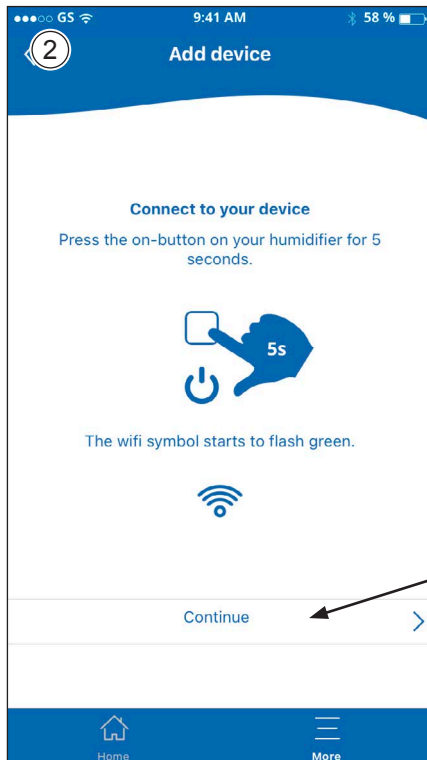 GS 9:41 AM 58 %
2 Add device
Connect to your device
Press the on-button on your humidifier for 5
seconds.
5s
The wifi symbol starts to flash green.
Continue
Home More